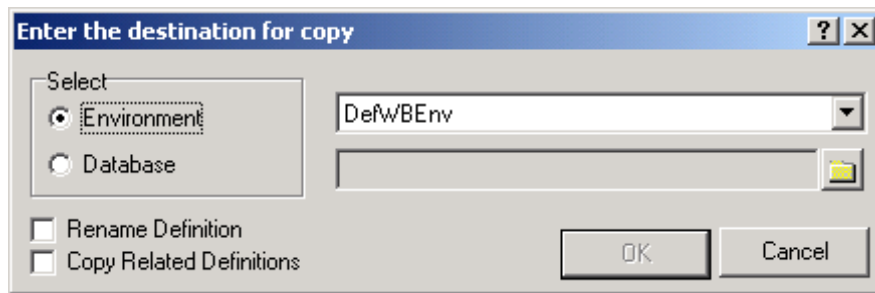 Enter the destination for copy
Select
Environment
DefWBEnv
Database
Rename Definition
Copy Related Definitions
OK
Cancel